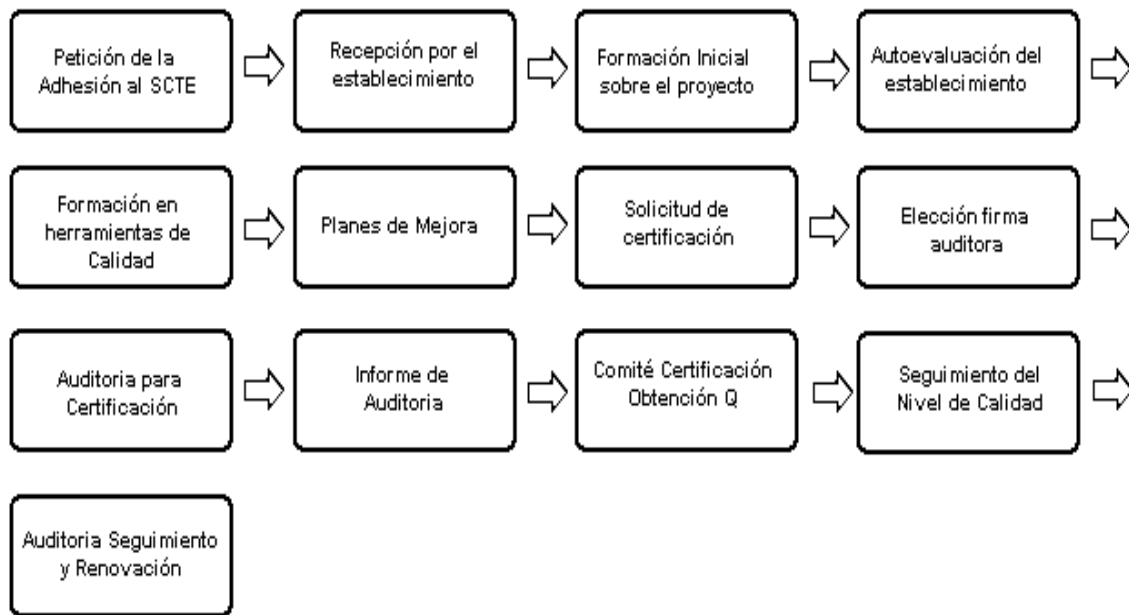 Petición de la
Adhesión al SCTE
Recepción por el
establecimiento
Formación Inicial
sobre el proyecto
Autoevaluación del
establecimiento
Formación en
herramientas de
Calidad
Planes de Mejora
Solicitud de
certificación
Elección firma
auditora
Auditoria para
Certificación
Informe de
Auditoria
Comité Certificación
Obtención Q
Seguimiento del
Nivel de Calidad
Auditoria Seguimiento
y Renovación